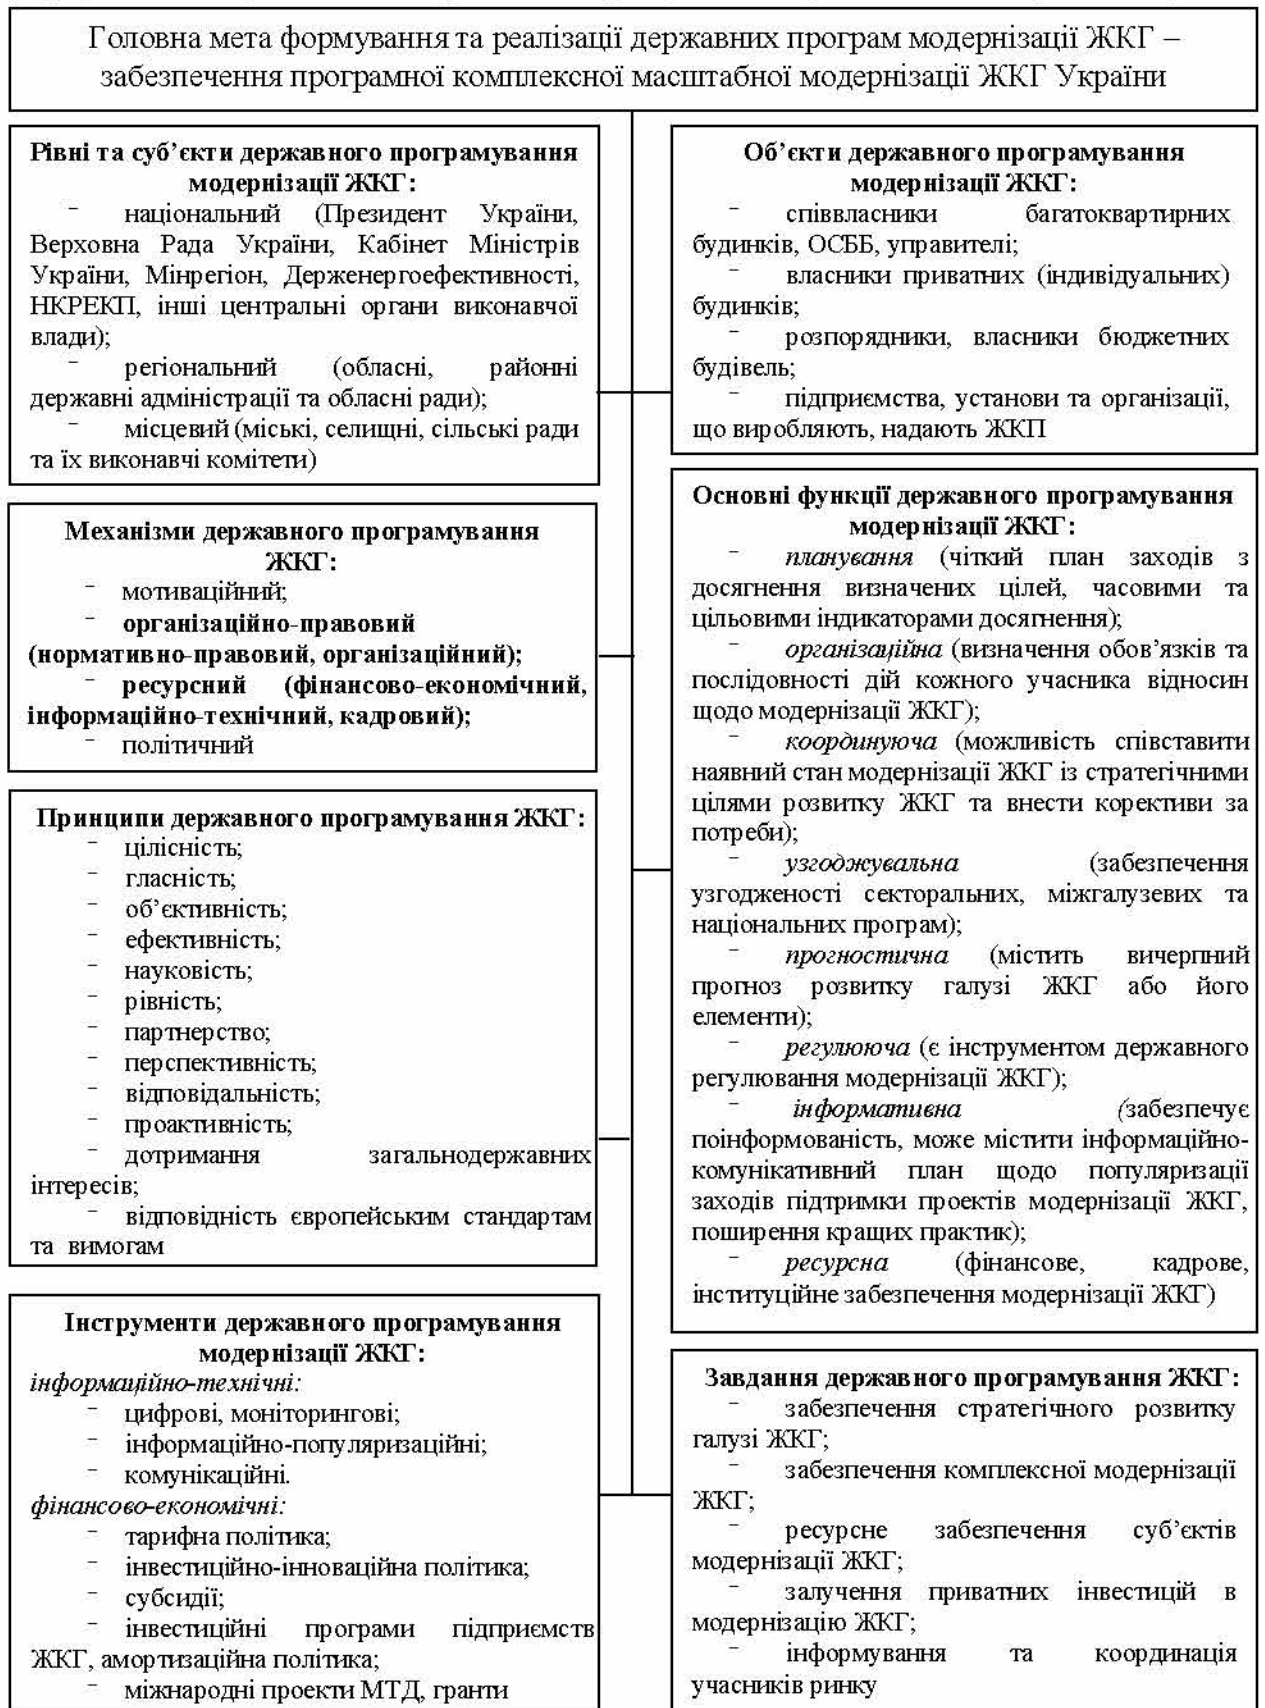 Головна мета формування та реалізації державних програм модернізації ЖКГ –
забезпечення програмної комплексної масштабної модернізації ЖКГ України
Рівні та суб’єкти державного програмування
модернізації ЖКГ:
- національний (Президент України,
Верховна Рада України, Кабінет Міністрів
України, Мінрегіон, Держенергоефективності,
НКРЕКП, інші центральні органи виконавчої
влади);
- регіональний (обласні, районні
державні адміністрації та обласні ради);
- місцевий (міські, селищні, сільські ради
та їх виконавчі комітети)
Механізми державного програмування
ЖКГ:
- мотиваційний;
- організаційно-правовий
(нормативно-правовий, організаційний);
- ресурсний (фінансово-економічний,
інформаційно-технічний, кадровий);
- політичний
Принципи державного програмування ЖКГ:
- цілісність;
- гласність;
- об’єктивність;
- ефективність;
- науковість;
- рівність;
- партнерство;
- перспективність;
- відповідальність;
- проактивність;
- дотримання загальнодержавних
інтересів;
- відповідність європейським стандартам
та вимогам
Інструменти державного програмування
модернізації ЖКГ:
інформаційно-технічні:
- цифрові, моніторингові;
- інформаційно-популяризаційні;
- комунікаційні.
фінансово-економічні:
- тарифна політика;
- інвестиційно-інноваційна політика;
- субсидії;
- інвестиційні програми підприємств
ЖКГ, амортизаційна політика;
- міжнародні проекти МТД, гранти
Об’єкти державного програмування
модернізації ЖКГ:
- співвласники багатоквартирних
будинків, ОСББ, управителі;
- власники приватних (індивідуальних)
будинків;
- розпорядники, власники бюджетних
будівель;
- підприємства, установи та організації,
що виробляють, надають ЖКП
Основні функції державного програмування
модернізації ЖКГ:
- планування (чіткий план заходів з
досягнення визначених цілей, часовими та
цільовими індикаторами досягнення);
- організаційна (визначення обов’язків та
послідовності дій кожного учасника відносин
щодо модернізації ЖКГ);
- координуюча (можливість співставити
наявний стан модернізації ЖКГ із стратегічними
цілями розвитку ЖКГ та внести корективи за
потреби);
- узгоджувальна (забезпечення
узгодженості секторальних, міжгалузевих та
національних програм);
- прогностична (містить вичерпний
прогноз розвитку галузі ЖКГ або його
елементи);
- регулююча (є інструментом державного
регулювання модернізації ЖКГ);
- інформативна (забезпечує
поінформованість, може містити інформаційно-
комунікативний план щодо популяризації
заходів підтримки проектів модернізації ЖКГ,
поширення кращих практик);
- ресурсна (фінансове, кадрове,
інституційне забезпечення модернізації ЖКГ)
Завдання державного програмування ЖКГ:
- забезпечення стратегічного розвитку
галузі ЖКГ;
- забезпечення комплексної модернізації
ЖКГ;
- ресурсне забезпечення суб’єктів
модернізації ЖКГ;
- залучення приватних інвестицій в
модернізацію ЖКГ;
- інформування та координація
учасників ринку